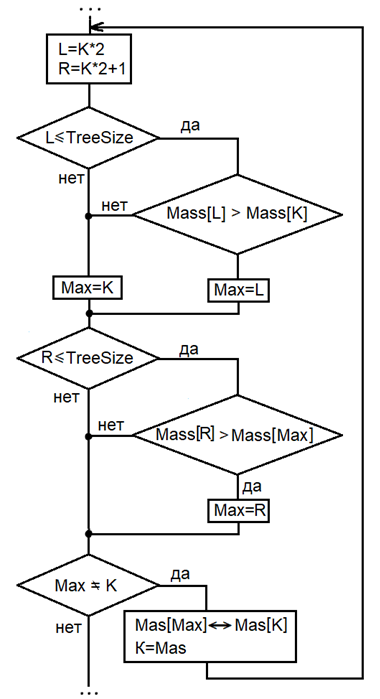 ...
L=K*2
R=K*2+1
L≤TreeSize
да
нет
нет
Mass[L] > Mass[K]
Max=K
Max=L
R≤TreeSize
да
нет
нет
Mass[R] > Mass[Max]
да
Max=R
Max ≠ K
да
нет
Mas[Max]↔Mas[K]
K=Mas
...